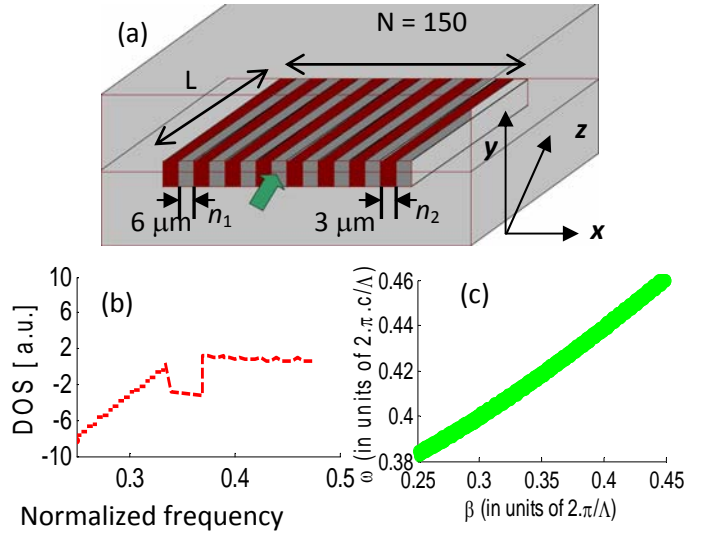 (a)
N = 150
L
y
z
x
6 μm
n1
3 μm
n2
(b)
DOS [ a.u. ]
10
6
2
-2
-6
-10
0.3
0.4
0.5
Normalized frequency
(c)
ω (in units of 2.π.c/Λ)
0.46
0.44
0.42
0.4
0.38
0.25
0.3
0.35
0.4
0.45
β (in units of 2.π/Λ)